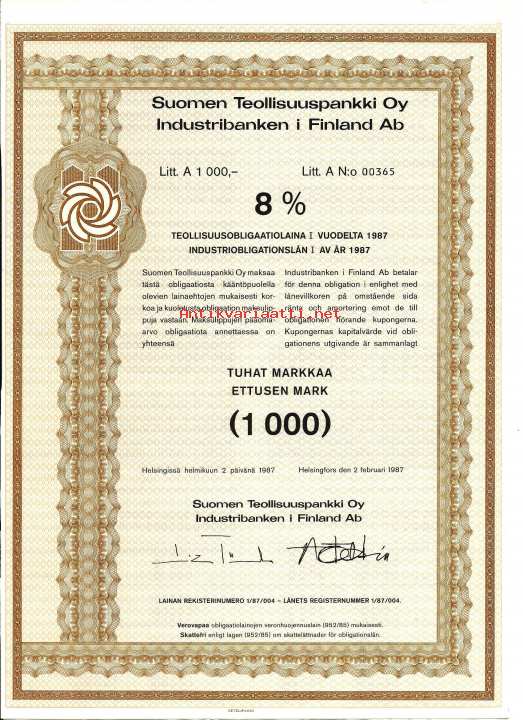 Suomen Teollisuuspankki Oy
Industribanken i Finland Ab
Litt. A 1 000,–
Litt. A N:o 00365
8 %
TEOLLISUUSOBLIGAATIOLAINA I VUODELTA 1987
INDUSTRIOBLIGATIONSLÅN I AV ÅR 1987
Suomen Teollisuuspankki Oy maksaa
tästä obligaatiosta kääntöpuolella
olevien lainaehtojen mukaisesti kor-
koa ja kuoletusta obligation maksulip-
puja vastaan. Maksulippujen pääoma-
arvo obligaatiota annettaessa on
yhteensä
Industribanken i Finland Ab betalar
för denna obligation i enlighet med
lånevillkoren på omstående sida
ränta och amortering emot de till
obligationen hörande kupongerna.
Kupongernas kapitalvärde vid obli-
gationens utgivande är sammanlagt
Antikvariaatti.net
TUHAT MARKKAA
ETTUSEN MARK
(1 000)
Helsingissä helmikuun 2 päivänä 1987
Helsingfors den 2 februari 1987
Suomen Teollisuuspankki Oy
Industribanken i Finland Ab
LAINAN REKISTERINUMERO 1/87/004 – LÅNETS REGISTERNUMMER 1/87/004.
Verovapaa obligaatiolainojen veronhuojennuslain (952/85) mukaisesti.
Skattefri enligt lagen (952/85) om skattelättnader för obligationslån.